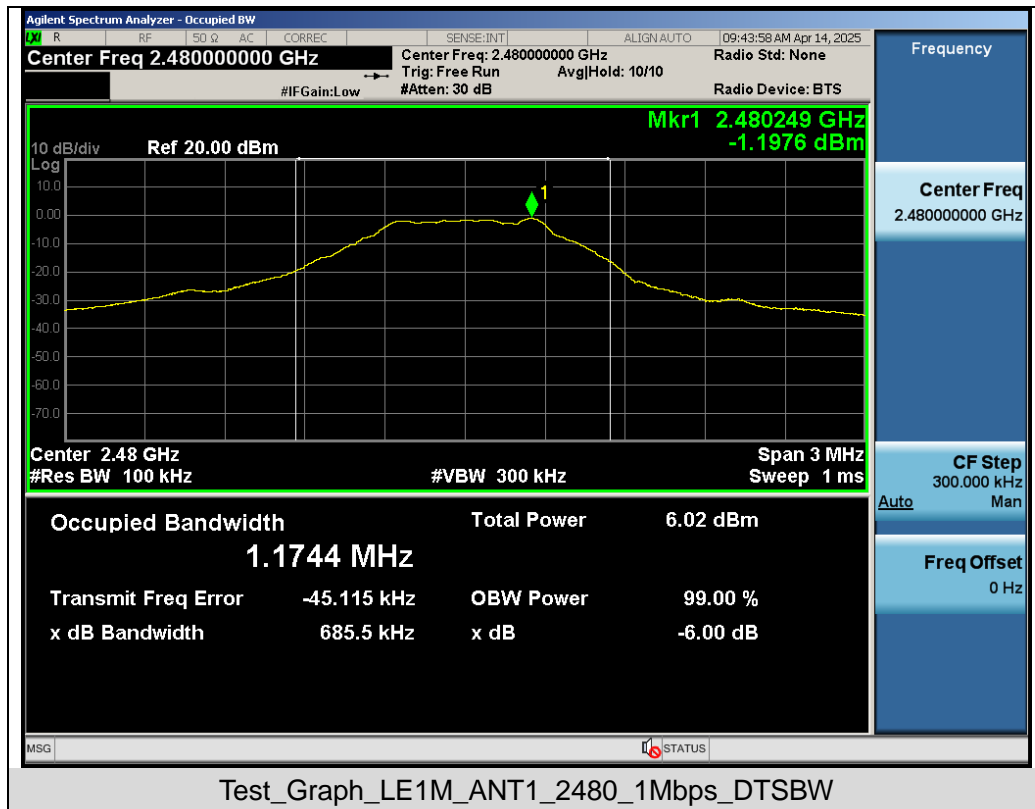 Agilent Spectrum Analyzer - Occupied BW
LXI R RF 50 Ω AC CORREC SENSE:INT ALIGN AUTO 09:43:58 AM Apr 14, 2025
Center Freq 2.480000000 GHz
Center Freq: 2.480000000 GHz
Radio Std: None
Trig: Free Run Avg|Hold: 10/10
#IFGain:Low
#Atten: 30 dB
Radio Device: BTS
Frequency
Mkr1 2.480249 GHz
-1.1976 dBm
10 dB/div Ref 20.00 dBm
Log
10.0
0.00
-10.0
-20.0
-30.0
-40.0
-50.0
-60.0
-70.0
1
Center 2.48 GHz Span 3 MHz
#Res BW 100 kHz #VBW 300 kHz Sweep 1 ms
Center Freq
2.480000000 GHz
CF Step
300.000 kHz
Auto Man
Freq Offset
0 Hz
Occupied Bandwidth Total Power 6.02 dBm
1.1744 MHz
Transmit Freq Error -45.115 kHz OBW Power 99.00 %
x dB Bandwidth 685.5 kHz x dB -6.00 dB
MSG STATUS
Test_Graph_LE1M_ANT1_2480_1Mbps_DTSBW